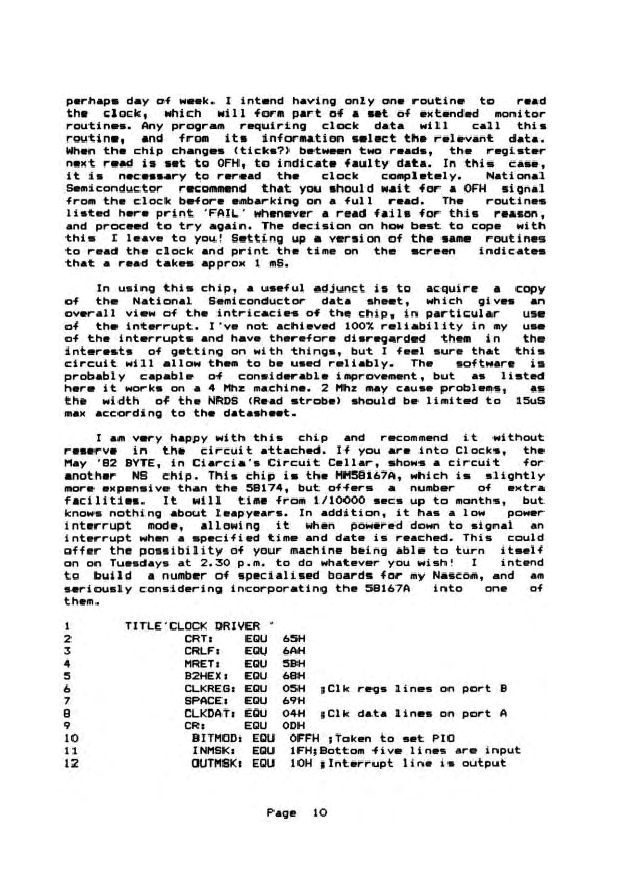 perhaps day of week. I intend having only one routine to read
the clock, which will form part of a set of extended monitor
routines. Any program requiring clock data will call this
routine, and from its information select the relevant data.
When the chip changes (ticks?) between two reads, the register
next read is set to 0FH, to indicate faulty data. In this case,
it is necessary to reread the clock completely. National
Semiconductor recommend that you should wait for a 0FH signal
from the clock before embarking on a full read. The routines
listed here print 'FAIL' whenever a read fails for this reason,
and proceed to try again. The decision on how best to cope with
this I leave to you! Setting up a version of the same routines
to read the clock and print the time on the screen indicates
that a read takes approx 1 mS.
In using this chip, a useful adjunct is to acquire a copy
of the National Semiconductor data sheet, which gives an
overall view of the intricacies of the chip, in particular use
of the interrupt. I've not achieved 100% reliability in my use
of the interrupts and have therefore disregarded them in the
interests of getting on with things, but I feel sure that this
circuit will allow them to be used reliably. The software is
probably capable of considerable improvement, but as listed
here it works on a 4 Mhz machine. 2 Mhz may cause problems, as
the width of the NRDS (Read strobe) should be limited to 15uS
max according to the datasheet.
I am very happy with this chip and recommend it without
reserve in the circuit attached. If you are into Clocks, the
May '82 BYTE, in Ciarcia's Circuit Cellar, shows a circuit for
another NS chip. This chip is the MM58167A, which is slightly
more expensive than the 58174, but offers a number of extra
facilities. It will time from 1/10000 secs up to months, but
knows nothing about leapyears. In addition, it has a low power
interrupt mode, allowing it when powered down to signal an
interrupt when a specified time and date is reached. This could
offer the possibility of your machine being able to turn itself
on on Tuesdays at 2.30 p.m. to do whatever you wish! I intend
to build a number of specialised boards for my Nascom, and am
seriously considering incorporating the 58167A into one of
them.
1 TITLE'CLOCK DRIVER '
2 CRT: EQU 65H
3 CRLF: EQU 6AH
4 MRET: EQU 5BH
5 B2HEX: EQU 68H
6 CLKREG: EQU 05H ;Clk regs lines on port B
7 SPACE: EQU 69H
8 CLKDAT: EQU 04H ;Clk data lines on port A
9 CR: EQU 0DH
10 BITMOD: EQU 0FFH ;Token to set PIO
11 INMSK: EQU 1FH;Bottom five lines are input
12 OUTMSK: EQU 10H ;Interrupt line is output
Page 10